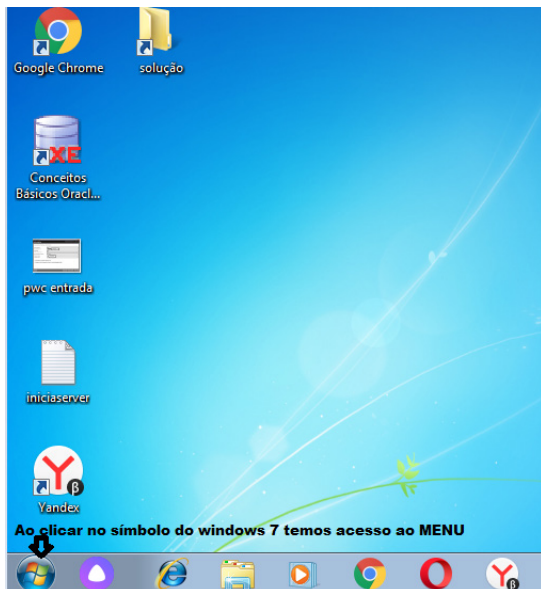 Google Chrome
solução
XE
Conceitos
Básicos Oracl...
pwc entrada
iniciaserver
Y β
Yandex
Ao clicar no símbolo do windows 7 temos acesso ao MENU
β